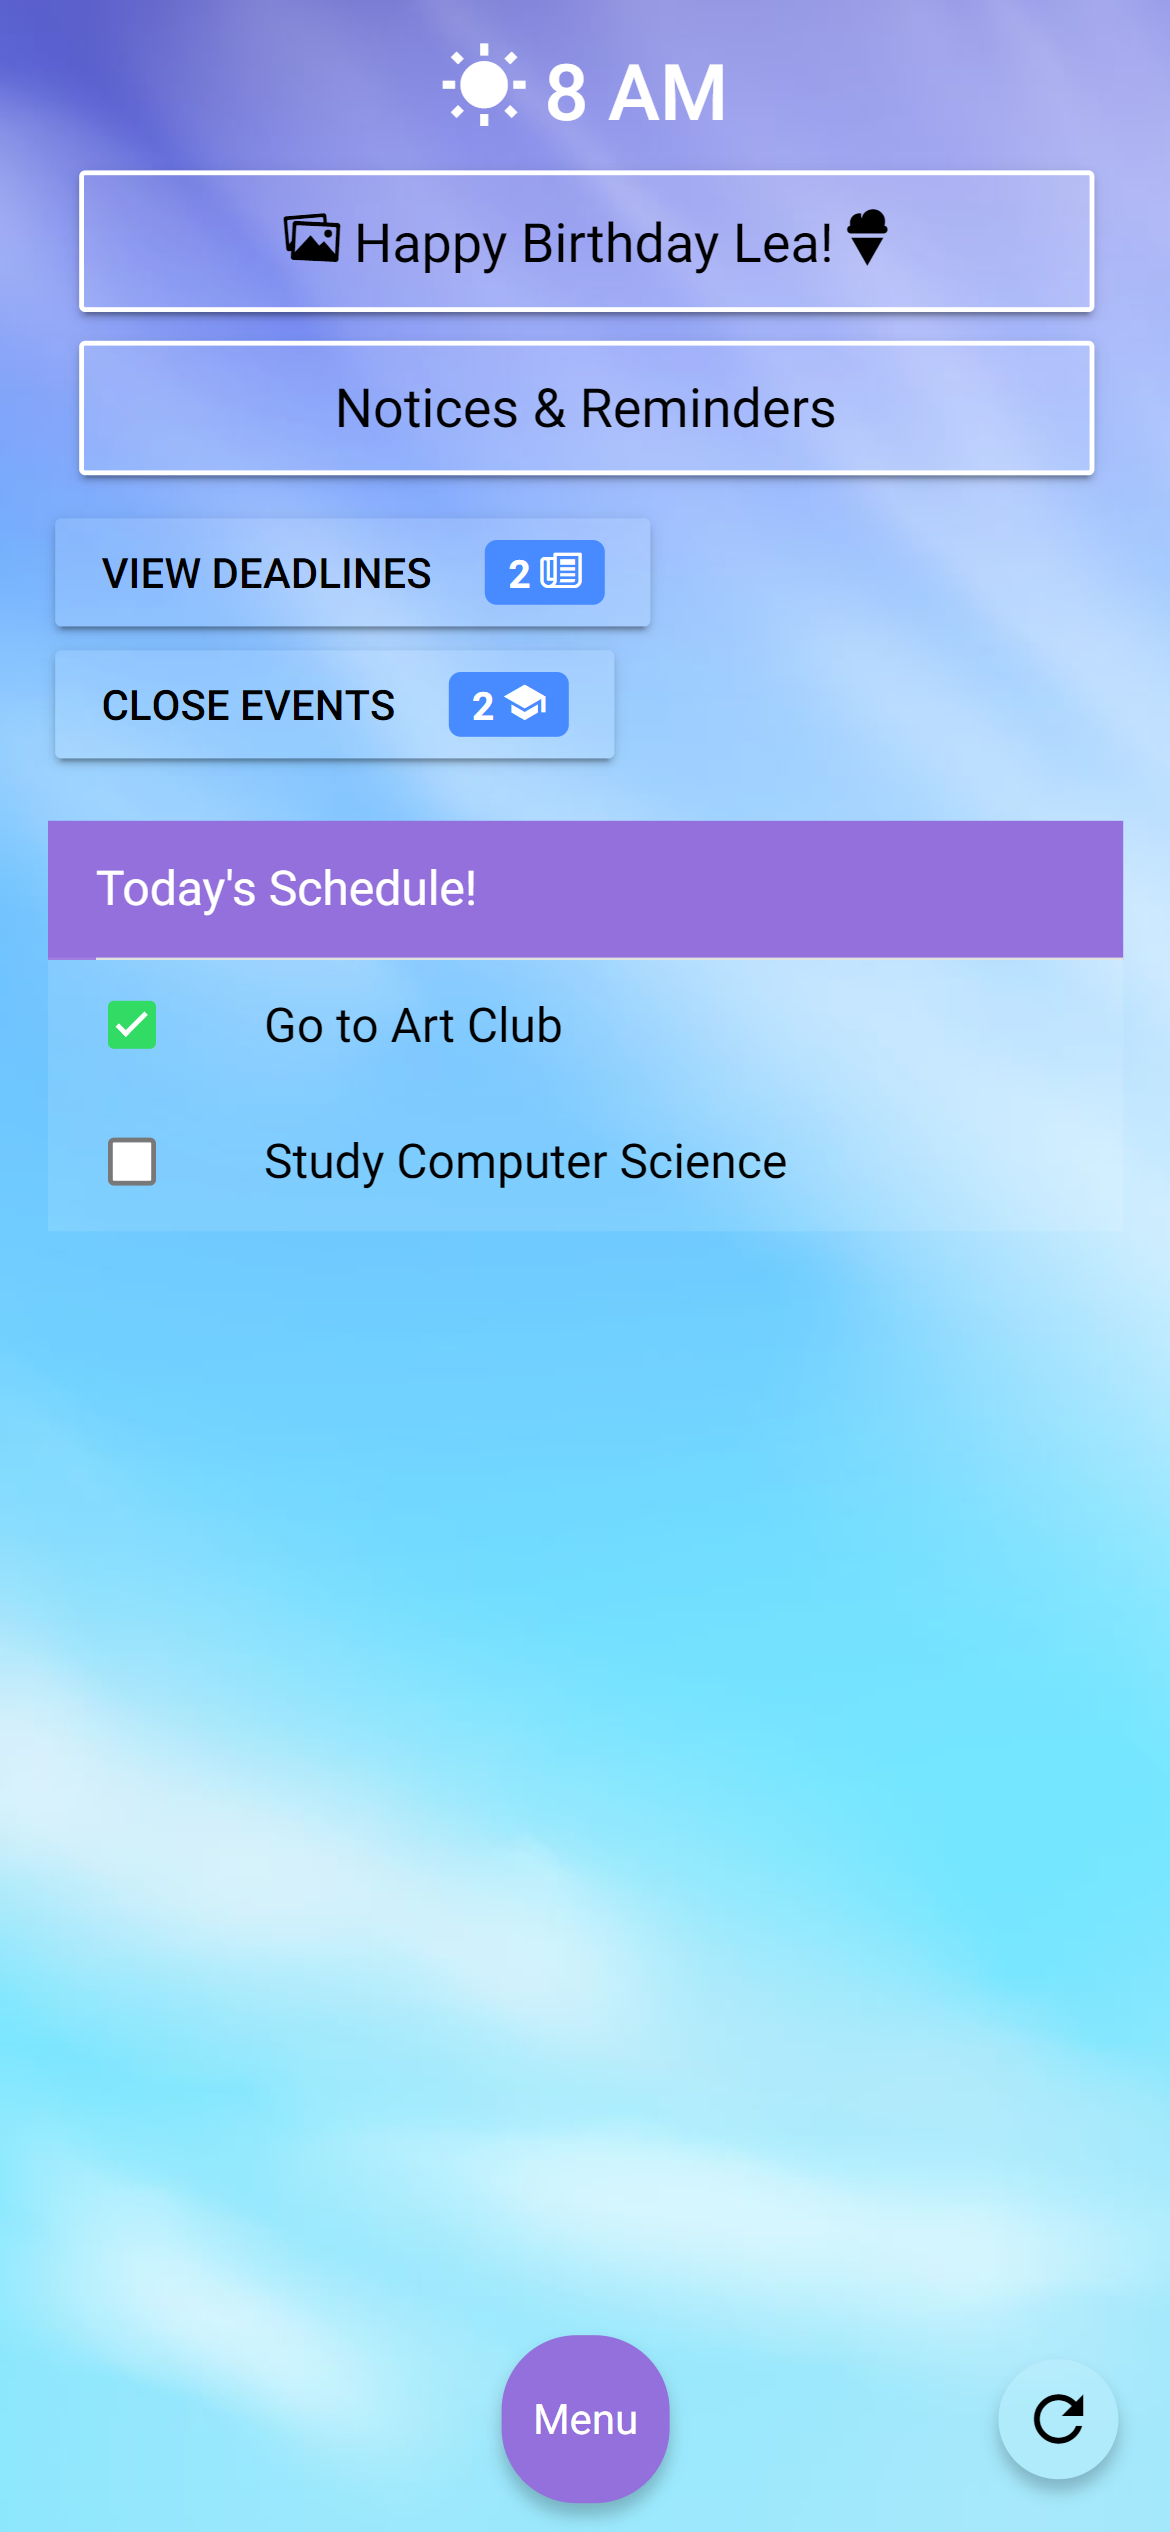 8 AM
Happy Birthday Lea!
Notices & Reminders
VIEW DEADLINES 2
CLOSE EVENTS 2
Today's Schedule!
Go to Art Club
Study Computer Science
Menu